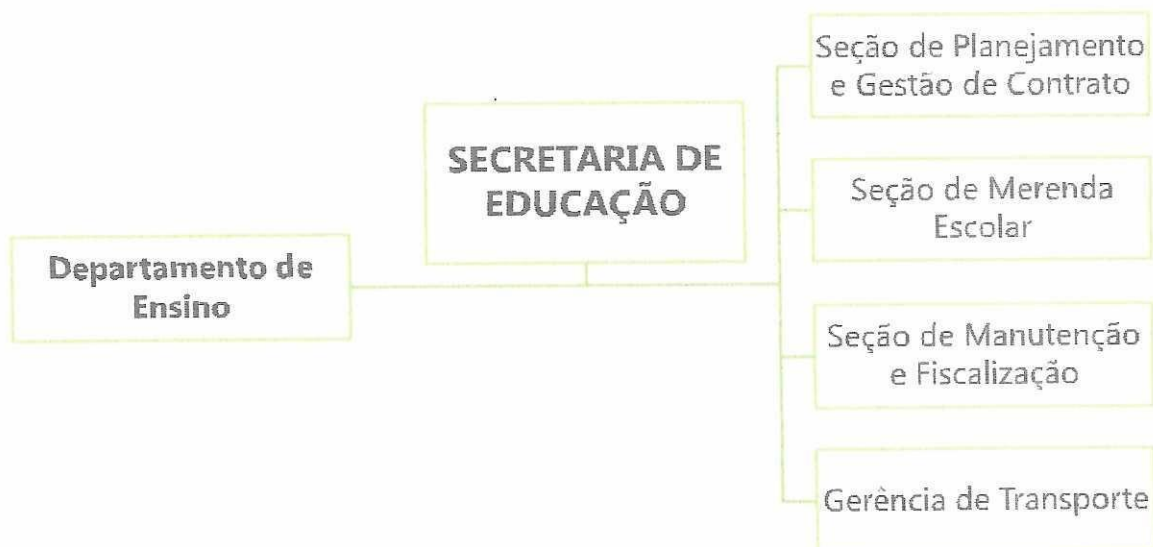 SECRETARIA DE
EDUCAÇÃO
Departamento de
Ensino
Seção de Planejamento
e Gestão de Contrato
Seção de Merenda
Escolar
Seção de Manutenção
e Fiscalização
Gerência de Transporte